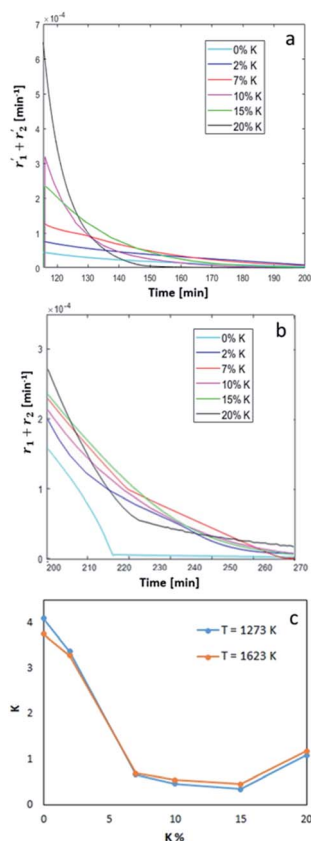 a
7 ×10⁻⁴
6
5
4
3
2
1
0
r′₁ + r′₂ [min⁻¹]
0% K
2% K
7% K
10% K
15% K
20% K
120 130 140 150 160 170 180 190 200
Time [min]
b
×10⁻⁴
3
2
1
0
r₁ + r₂ [min⁻¹]
0% K
2% K
7% K
10% K
15% K
20% K
200 210 220 230 240 250 260 270
Time [min]
c
4
3
2
1
0
K
T = 1273 K
T = 1623 K
0 5 10 15 20
K %